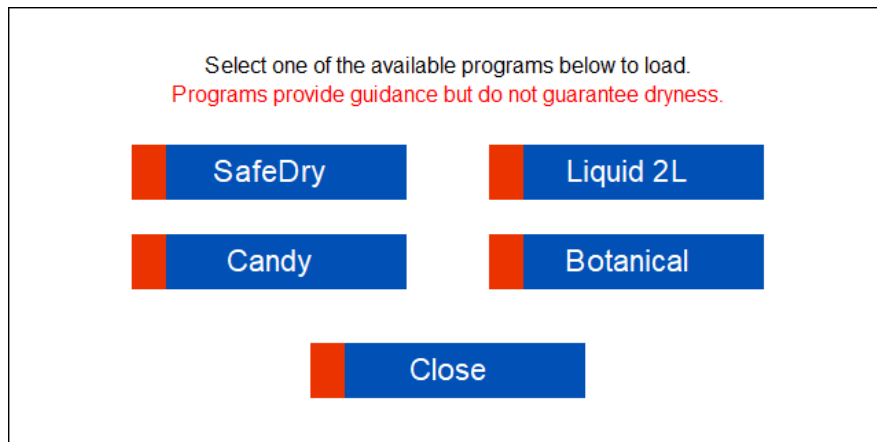 Select one of the available programs below to load.
Programs provide guidance but do not guarantee dryness.
SafeDry
Liquid 2L
Candy
Botanical
Close